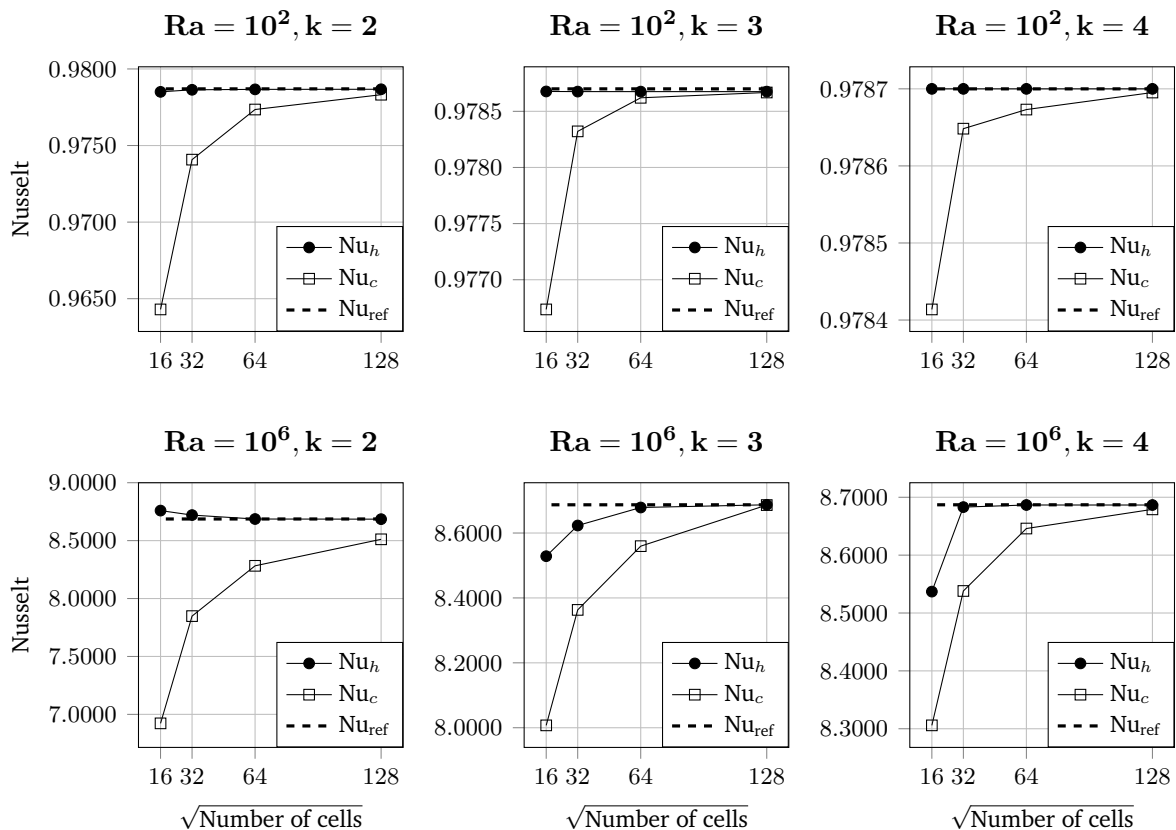 Ra = 10², k = 2
Ra = 10², k = 3
Ra = 10², k = 4
Nusselt
0.9800
0.9750
0.9700
0.9650
16 32 64 128
Nu_h
Nu_c
Nu_ref
0.9785
0.9780
0.9775
0.9770
16 32 64 128
Nu_h
Nu_c
Nu_ref
0.9787
0.9786
0.9785
0.9784
16 32 64 128
Nu_h
Nu_c
Nu_ref
Ra = 10⁶, k = 2
Ra = 10⁶, k = 3
Ra = 10⁶, k = 4
Nusselt
9.0000
8.5000
8.0000
7.5000
7.0000
16 32 64 128
Nu_h
Nu_c
Nu_ref
√Number of cells
8.6000
8.4000
8.2000
8.0000
16 32 64 128
Nu_h
Nu_c
Nu_ref
√Number of cells
8.7000
8.6000
8.5000
8.4000
8.3000
16 32 64 128
Nu_h
Nu_c
Nu_ref
√Number of cells